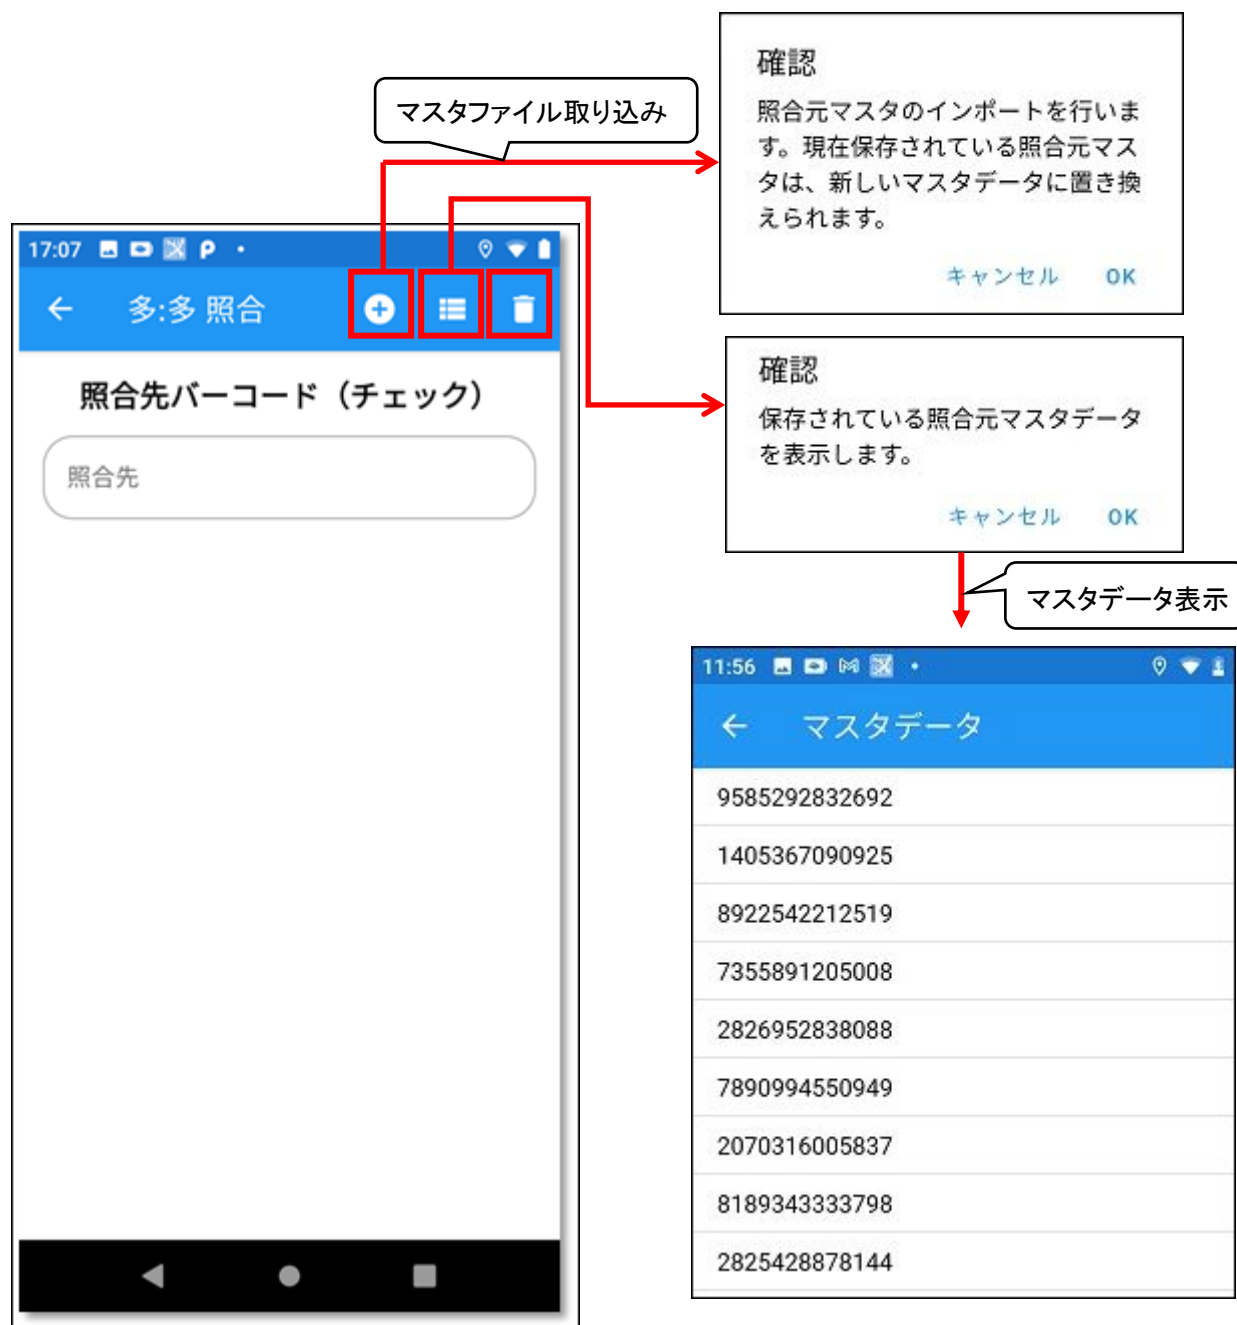 マスタファイル取り込み
確認
照合元マスタのインポートを行いま
す。現在保存されている照合元マス
タは、新しいマスタデータに置き換
えられます。
キャンセル OK
17:07
多:多 照合
照合先バーコード（チェック）
照合先
確認
保存されている照合元マスタデータ
を表示します。
キャンセル OK
マスタデータ表示
11:56
マスタデータ
9585292832692
1405367090925
8922542212519
7355891205008
2826952838088
7890994550949
2070316005837
8189343333798
2825428878144